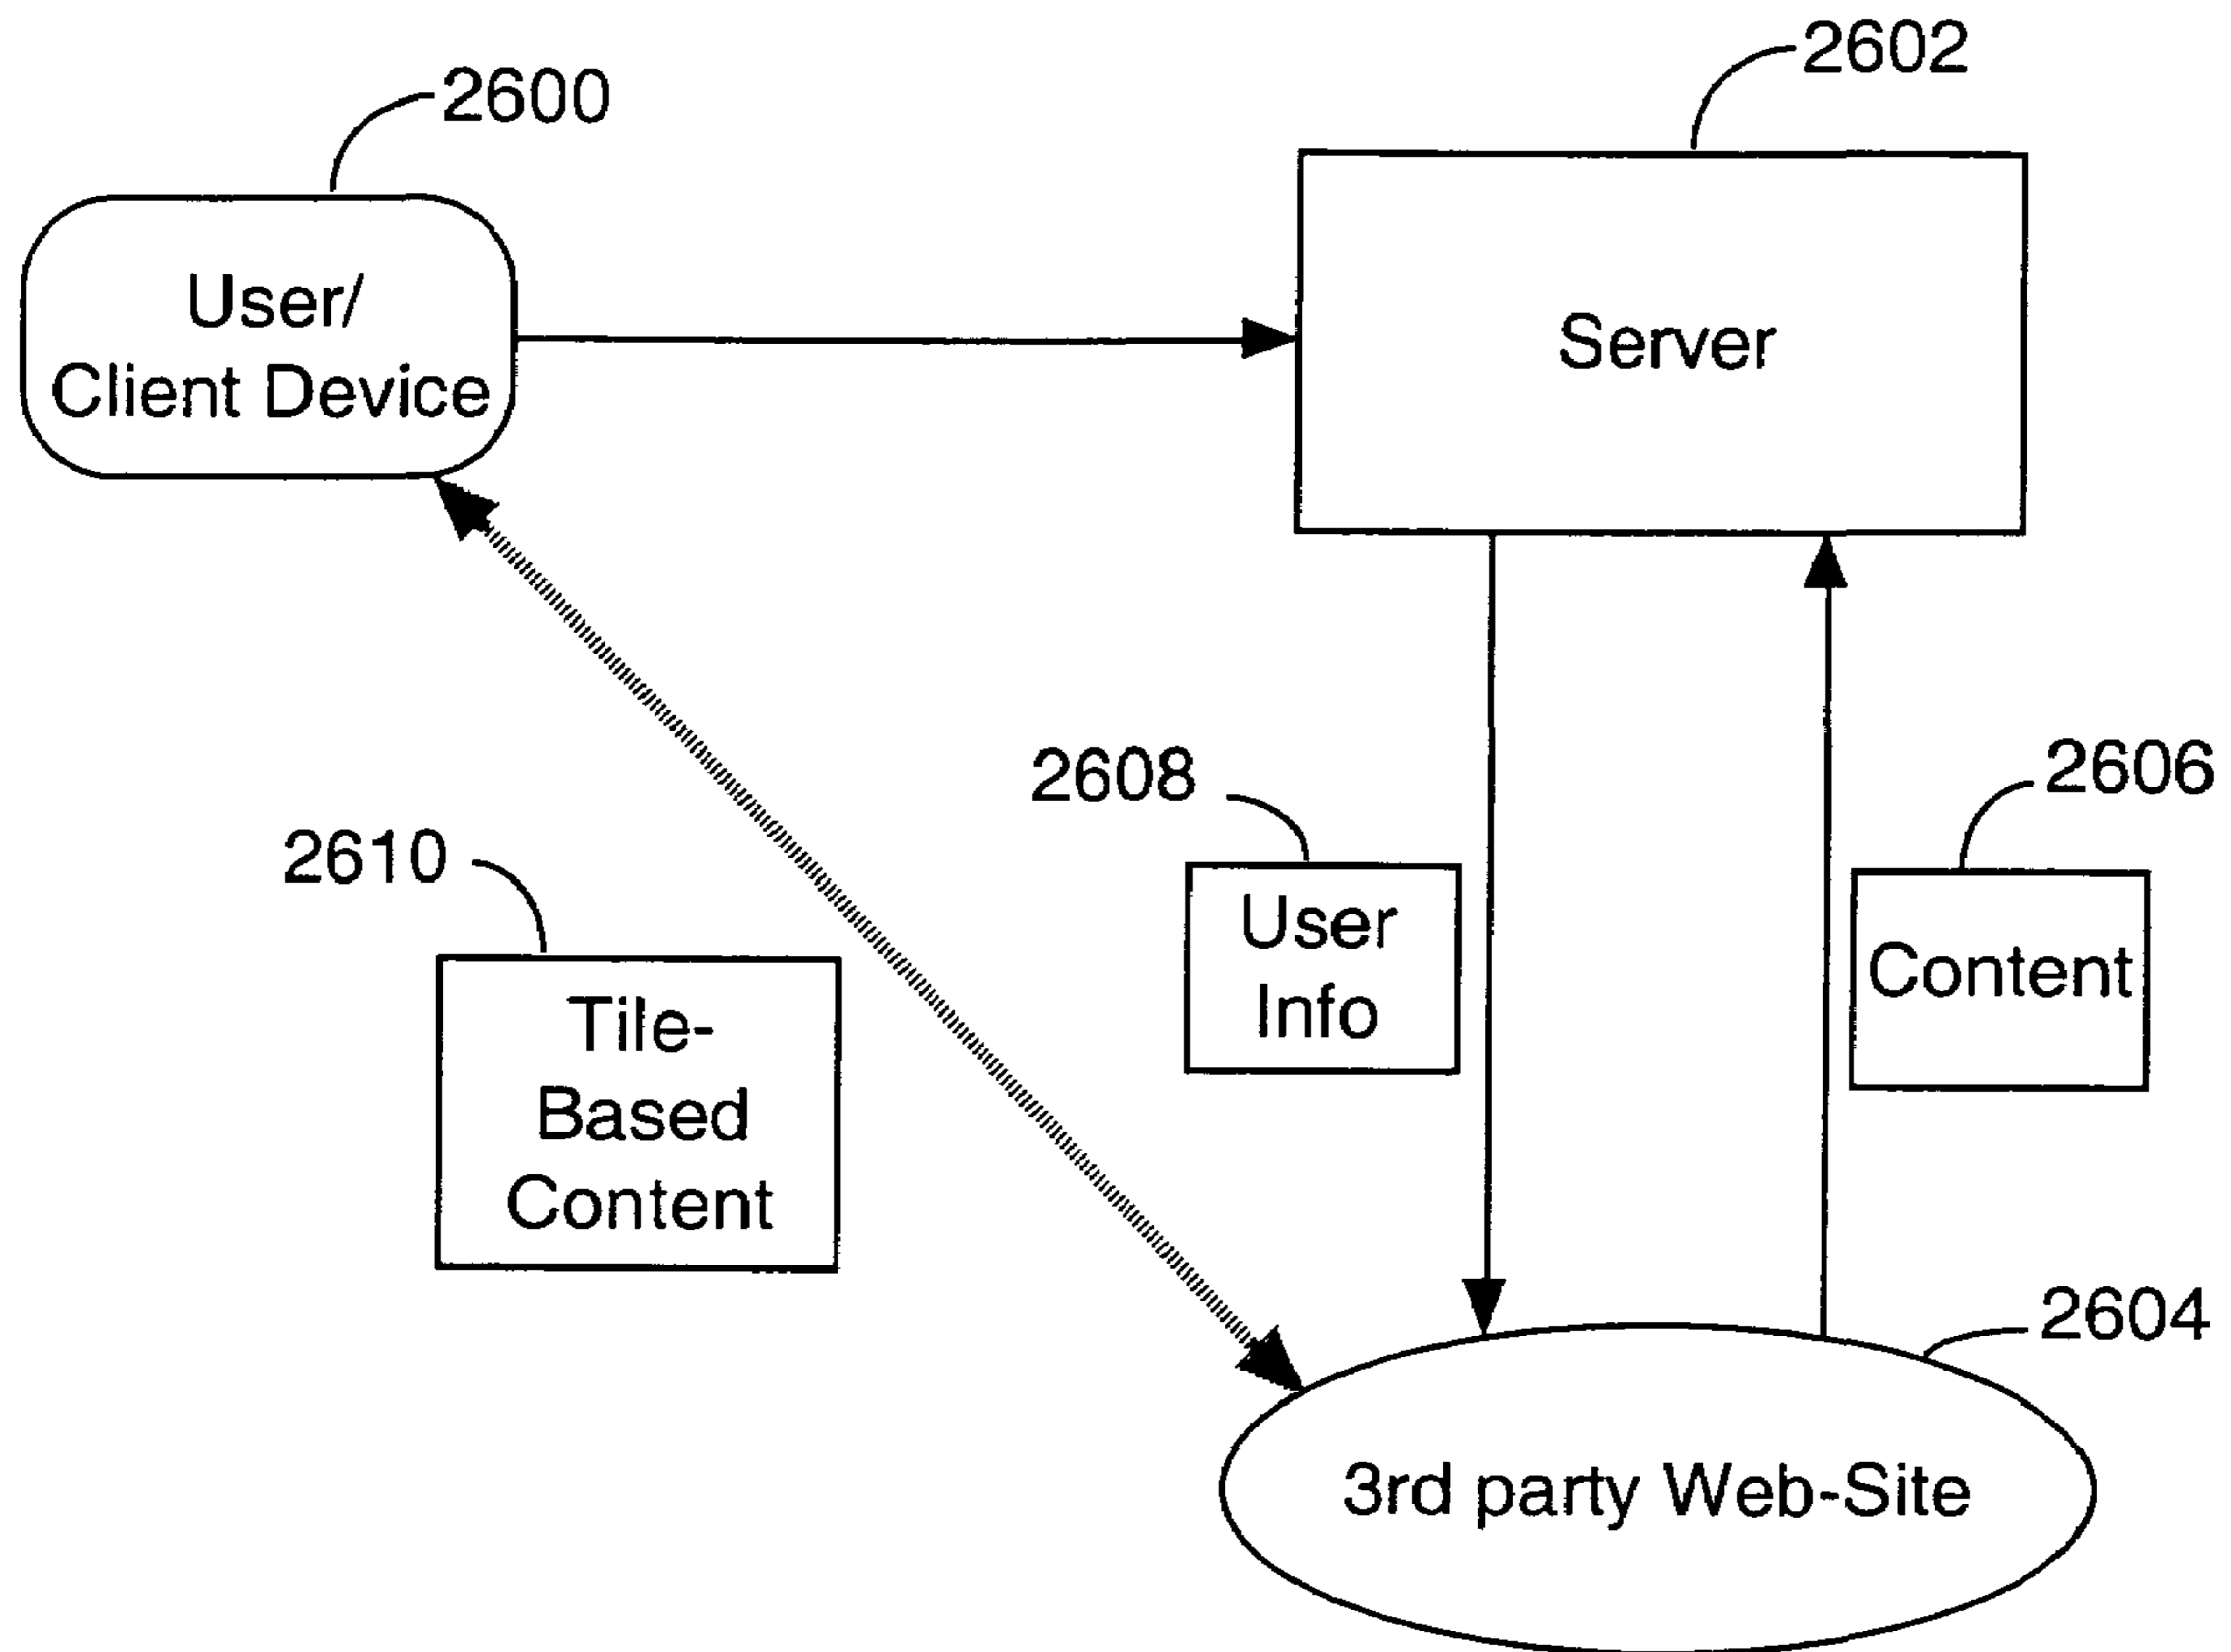 2602
2600
User/
Client Device
Server
2608
2606
2610
User
Info
Content
Tile-
Based
Content
2604
3rd party Web-Site